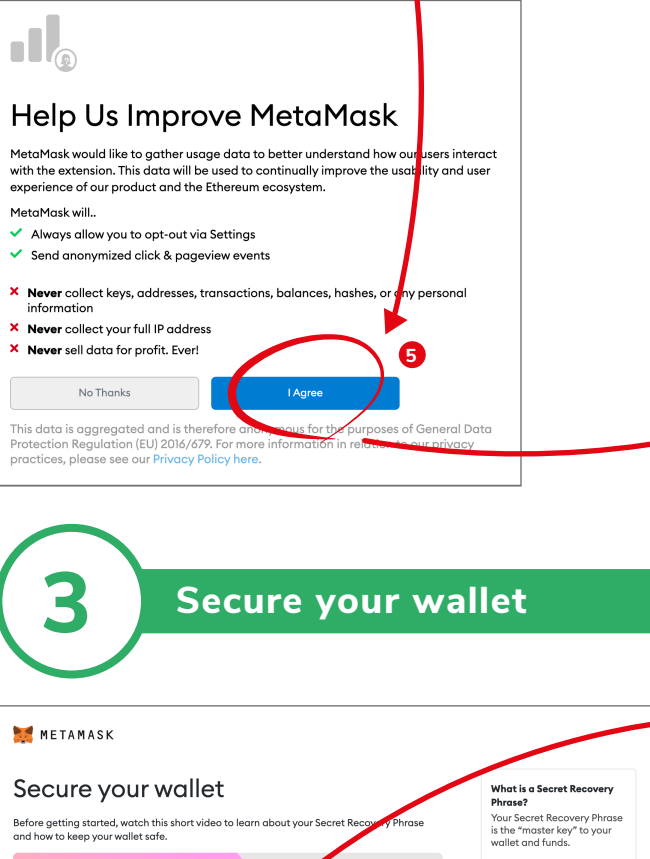 Help Us Improve MetaMask
MetaMask would like to gather usage data to better understand how our users interact
with the extension. This data will be used to continually improve the usability and user
experience of our product and the Ethereum ecosystem.
MetaMask will..
Always allow you to opt-out via Settings
Send anonymized click & pageview events
Never collect keys, addresses, transactions, balances, hashes, or any personal
information
Never collect your full IP address
Never sell data for profit. Ever!
5
No Thanks
I Agree
This data is aggregated and is therefore anonymous for the purposes of General Data
Protection Regulation (EU) 2016/679. For more information in relation to our privacy
practices, please see our Privacy Policy here.
3
Secure your wallet
METAMASK
Secure your wallet
Before getting started, watch this short video to learn about your Secret Recovery Phrase
and how to keep your wallet safe.
What is a Secret Recovery
Phrase?
Your Secret Recovery Phrase
is the “master key” to your
wallet and funds.